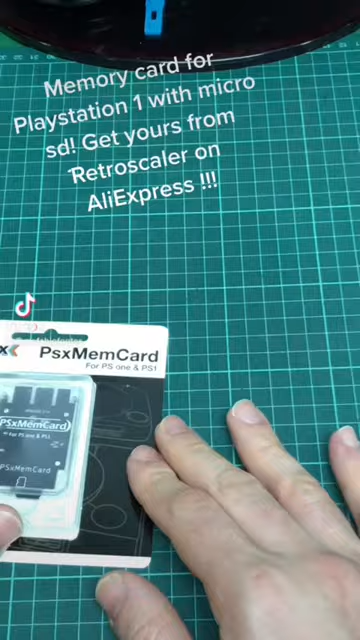 Memory card for
Playstation 1 with micro
sd! Get yours from
Retroscaler on
AliExpress !!!
PsxMemCard
For PS one & PS1
PSxMemCard
For PS one & PS1
PsxMemCard